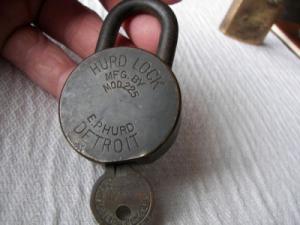 HURD LOCK
MFG. BY
MOD. 225
E.P. HURD
DETROIT